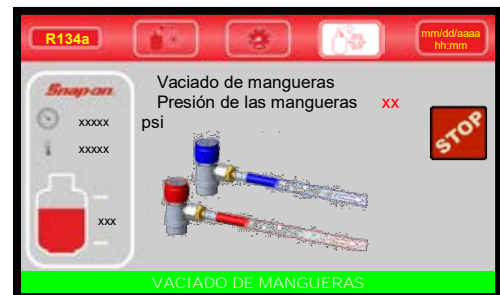 R134a
mm/dd/aaaa
hh:mm
Snap-on
xxxxx
xxxxx
xxx
Vaciado de mangueras
Presión de las mangueras xx
psi
STOP
VACIADO DE MANGUERAS